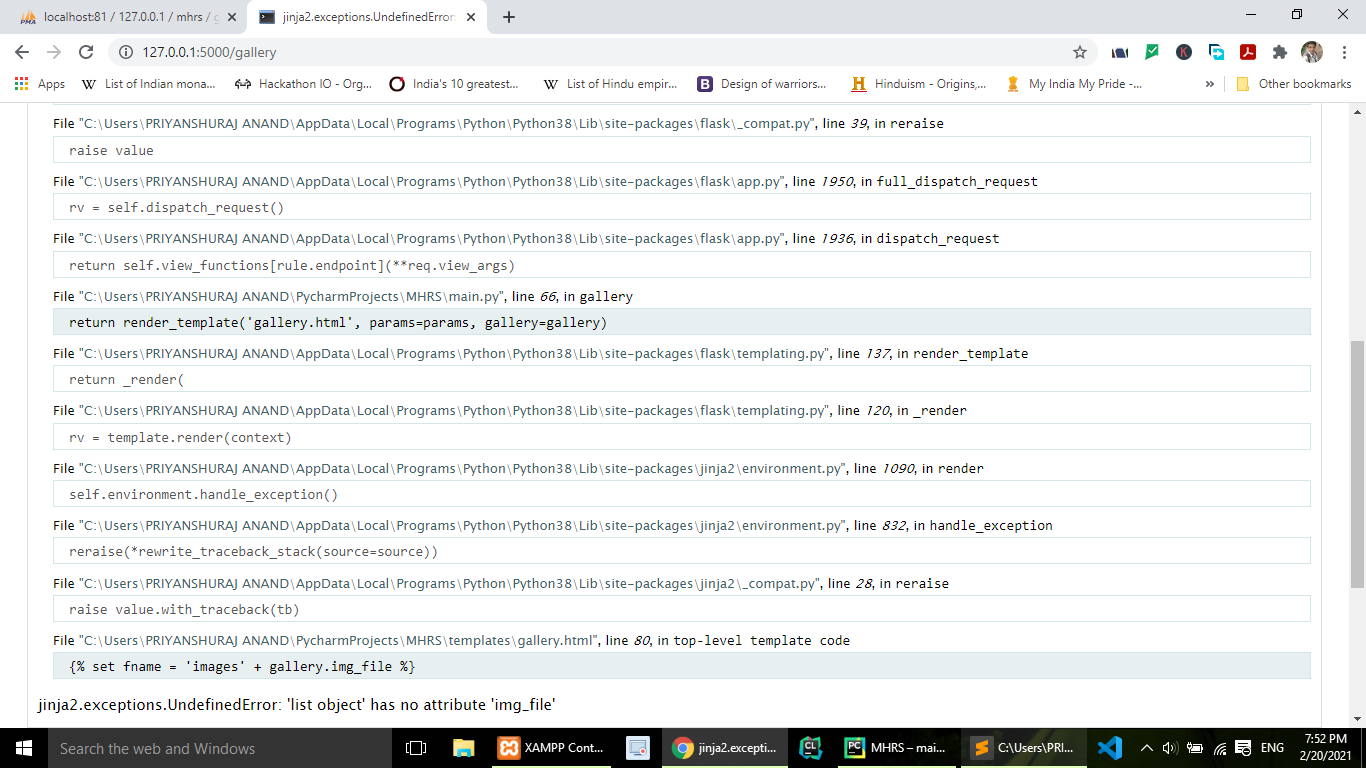 localhost:81 / 127.0.0.1 / mhrs / g
jinja2.exceptions.UndefinedError:
127.0.0.1:5000/gallery
Apps
List of Indian mona...
Hackathon IO - Org...
India's 10 greatest...
List of Hindu empir...
Design of warriors...
Hinduism - Origins,...
My India My Pride -...
»
Other bookmarks
File "C:\Users\PRIYANSHURAJ ANAND\AppData\Local\Programs\Python\Python38\Lib\site-packages\flask\_compat.py", line 39, in reraise
raise value
File "C:\Users\PRIYANSHURAJ ANAND\AppData\Local\Programs\Python\Python38\Lib\site-packages\flask\app.py", line 1950, in full_dispatch_request
rv = self.dispatch_request()
File "C:\Users\PRIYANSHURAJ ANAND\AppData\Local\Programs\Python\Python38\Lib\site-packages\flask\app.py", line 1936, in dispatch_request
return self.view_functions[rule.endpoint](**req.view_args)
File "C:\Users\PRIYANSHURAJ ANAND\PycharmProjects\MHRS\main.py", line 66, in gallery
return render_template('gallery.html', params=params, gallery=gallery)
File "C:\Users\PRIYANSHURAJ ANAND\AppData\Local\Programs\Python\Python38\Lib\site-packages\flask\templating.py", line 137, in render_template
return _render(
File "C:\Users\PRIYANSHURAJ ANAND\AppData\Local\Programs\Python\Python38\Lib\site-packages\flask\templating.py", line 120, in _render
rv = template.render(context)
File "C:\Users\PRIYANSHURAJ ANAND\AppData\Local\Programs\Python\Python38\Lib\site-packages\jinja2\environment.py", line 1090, in render
self.environment.handle_exception()
File "C:\Users\PRIYANSHURAJ ANAND\AppData\Local\Programs\Python\Python38\Lib\site-packages\jinja2\environment.py", line 832, in handle_exception
reraise(*rewrite_traceback_stack(source=source))
File "C:\Users\PRIYANSHURAJ ANAND\AppData\Local\Programs\Python\Python38\Lib\site-packages\jinja2\_compat.py", line 28, in reraise
raise value.with_traceback(tb)
File "C:\Users\PRIYANSHURAJ ANAND\PycharmProjects\MHRS\templates\gallery.html", line 80, in top-level template code
{% set fname = 'images' + gallery.img_file %}
jinja2.exceptions.UndefinedError: 'list object' has no attribute 'img_file'
Search the web and Windows
XAMPP Cont...
jinja2.excepti...
MHRS – mai...
C:\Users\PRI...
ENG
7:52 PM
2/20/2021